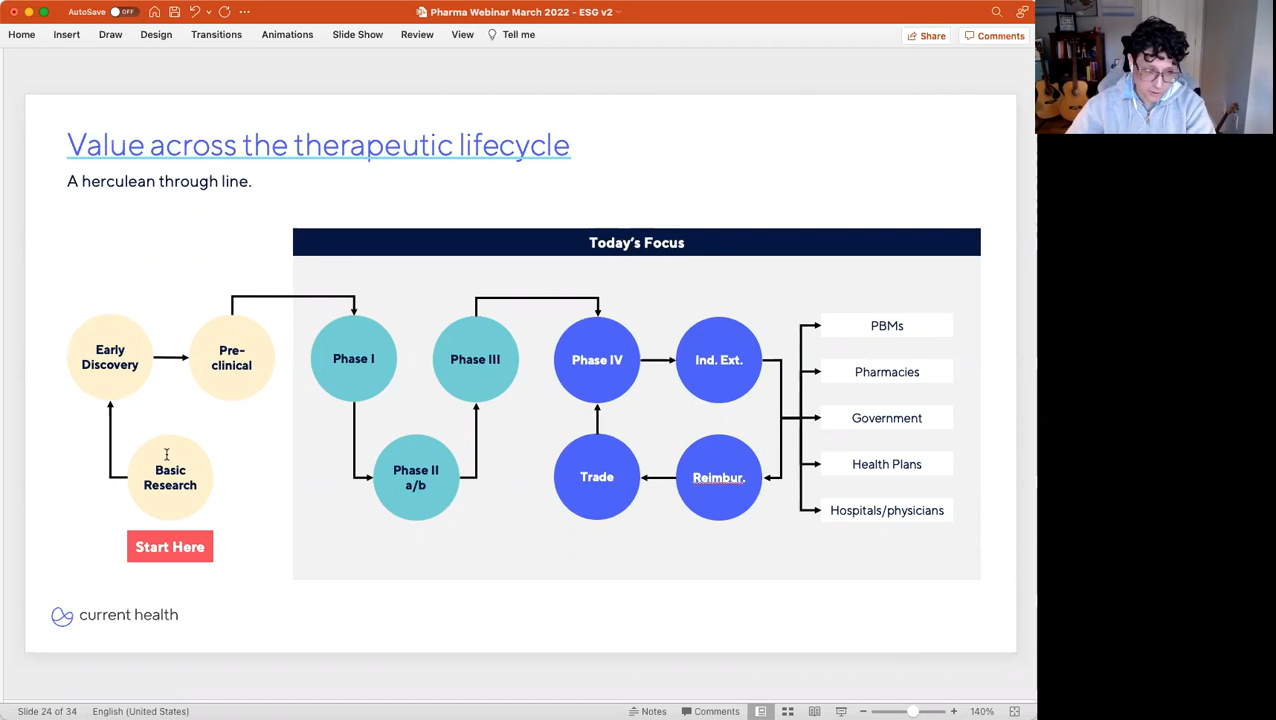 AutoSave OFF
Pharma Webinar March 2022 - ESG v2
Home Insert Draw Design Transitions Animations Slide Show Review View Tell me Share Comments
Value across the therapeutic lifecycle
A herculean through line.
Today's Focus
Early
Discovery
Pre-
clinical
Phase I
Phase III
Phase IV
Ind. Ext.
Basic
Research
Phase II
a/b
Trade
Reimbur.
PBMs
Pharmacies
Government
Health Plans
Hospitals/physicians
Start Here
current health
Slide 24 of 34 English (United States) Notes Comments 140%